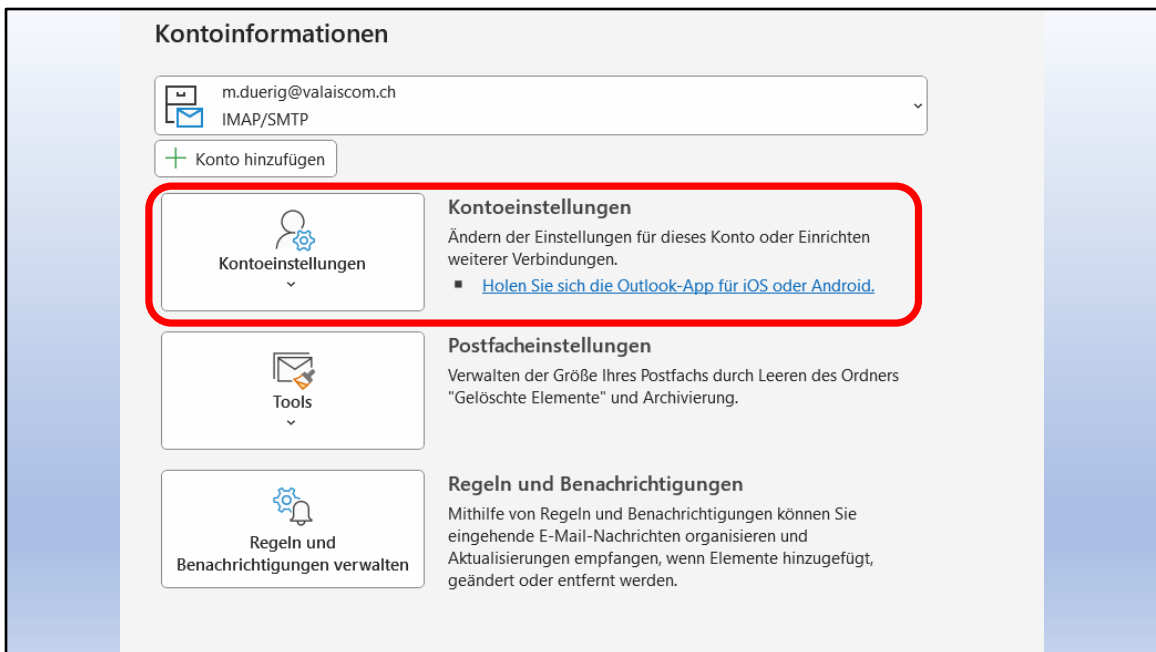 Kontoinformationen
m.duerig@valaiscom.ch
IMAP/SMTP
Konto hinzufügen
Kontoeinstellungen
Kontoeinstellungen
Ändern der Einstellungen für dieses Konto oder Einrichten
weiterer Verbindungen.
Holen Sie sich die Outlook-App für iOS oder Android.
Tools
Postfacheinstellungen
Verwalten der Größe Ihres Postfachs durch Leeren des Ordners
"Gelöschte Elemente" und Archivierung.
Regeln und
Benachrichtigungen verwalten
Regeln und Benachrichtigungen
Mithilfe von Regeln und Benachrichtigungen können Sie
eingehende E-Mail-Nachrichten organisieren und
Aktualisierungen empfangen, wenn Elemente hinzugefügt,
geändert oder entfernt werden.